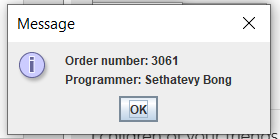 Message
Order number: 3061
Programmer: Sethatevy Bong
OK